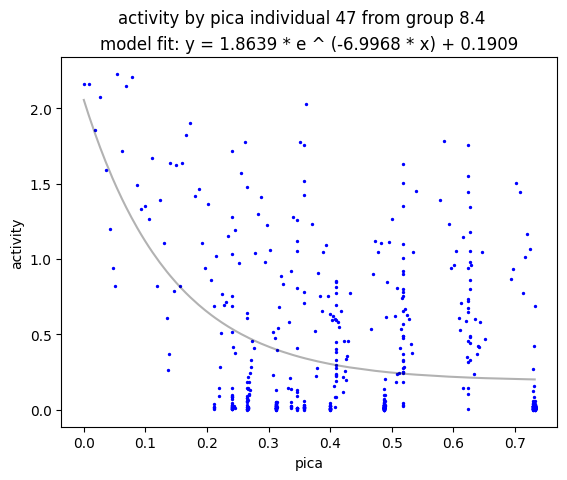 activity by pica individual 47 from group 8.4
model fit: y = 1.8639 * e ^ (-6.9968 * x) + 0.1909
2.0
1.5
1.0
0.5
0.0
activity
0.0 0.1 0.2 0.3 0.4 0.5 0.6 0.7
pica